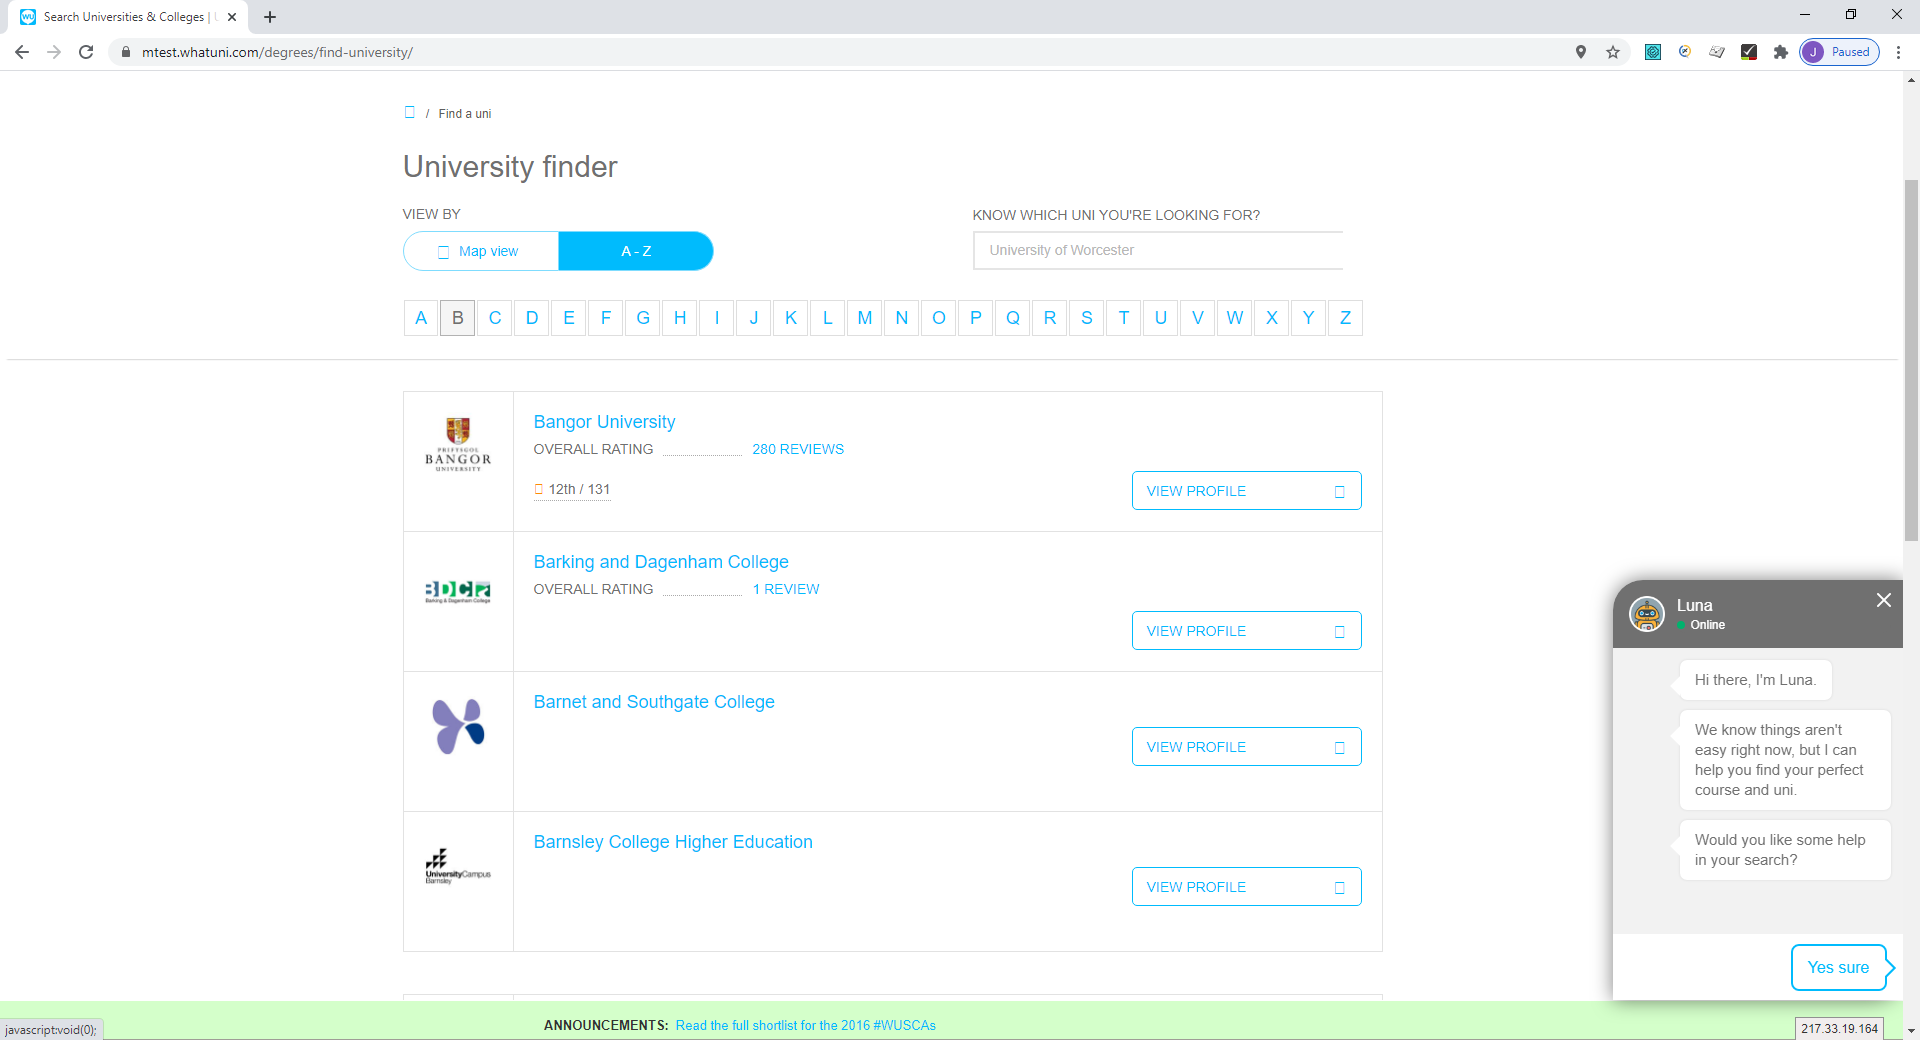 Search Universities & Colleges |
mtest.whatuni.com/degrees/find-university/
J Paused
/ Find a uni
University finder
VIEW BY
KNOW WHICH UNI YOU'RE LOOKING FOR?
Map view
A - Z
University of Worcester
A B C D E F G H I J K L M N O P Q R S T U V W X Y Z
PRIFYSGOL
BANGOR
UNIVERSITY
Bangor University
OVERALL RATING 280 REVIEWS
12th / 131
VIEW PROFILE
BDC
Barking & Dagenham College
Barking and Dagenham College
OVERALL RATING 1 REVIEW
VIEW PROFILE
Barnet and Southgate College
VIEW PROFILE
UniversityCampus
Barnsley
Barnsley College Higher Education
VIEW PROFILE
Luna
Online
Hi there, I'm Luna.
We know things aren't
easy right now, but I can
help you find your perfect
course and uni.
Would you like some help
in your search?
Yes sure
ANNOUNCEMENTS: Read the full shortlist for the 2016 #WUSCAs
javascript:void(0);
217.33.19.164